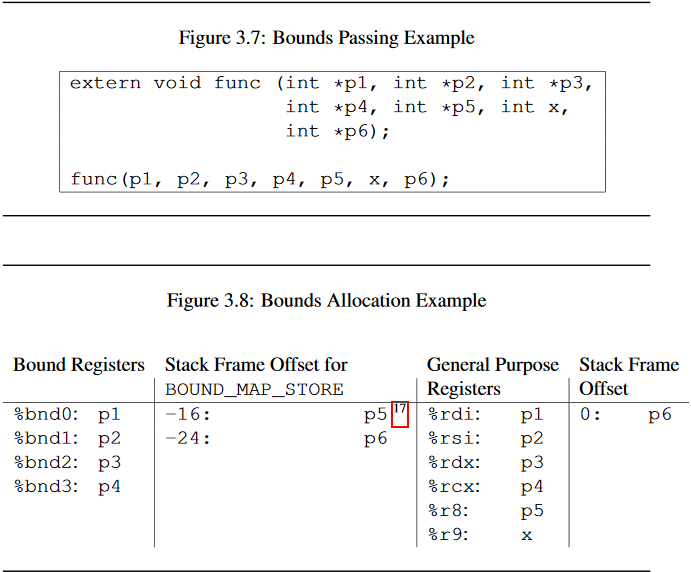 Figure 3.7: Bounds Passing Example
extern void func (int *p1, int *p2, int *p3,
int *p4, int *p5, int x,
int *p6);
func(p1, p2, p3, p4, p5, x, p6);
Figure 3.8: Bounds Allocation Example
Bound Registers Stack Frame Offset for BOUND_MAP_STORE General Purpose Registers Stack Frame Offset
%bnd0: p1 -16: p5 17 %rdi: p1 0: p6
%bnd1: p2 -24: p6 %rsi: p2
%bnd2: p3 %rdx: p3
%bnd3: p4 %rcx: p4
%r8: p5
%r9: x